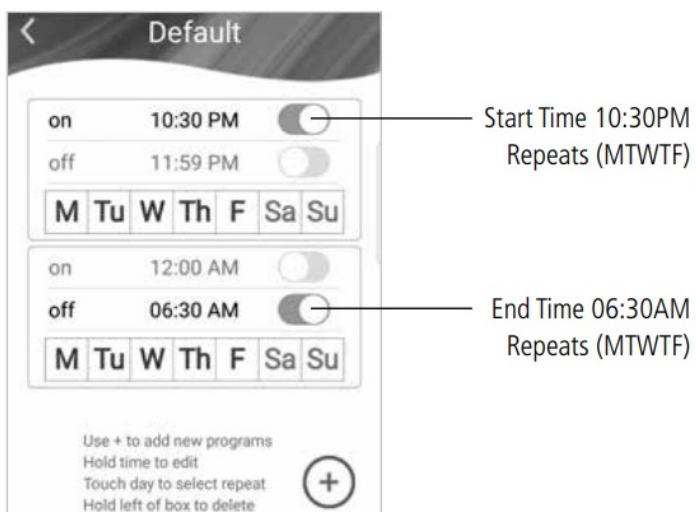 Default
on 10:30 PM
off 11:59 PM
M Tu W Th F Sa Su
on 12:00 AM
off 06:30 AM
M Tu W Th F Sa Su
Use + to add new programs
Hold time to edit
Touch day to select repeat
Hold left of box to delete
+
Start Time 10:30PM
Repeats (MTWTF)
End Time 06:30AM
Repeats (MTWTF)